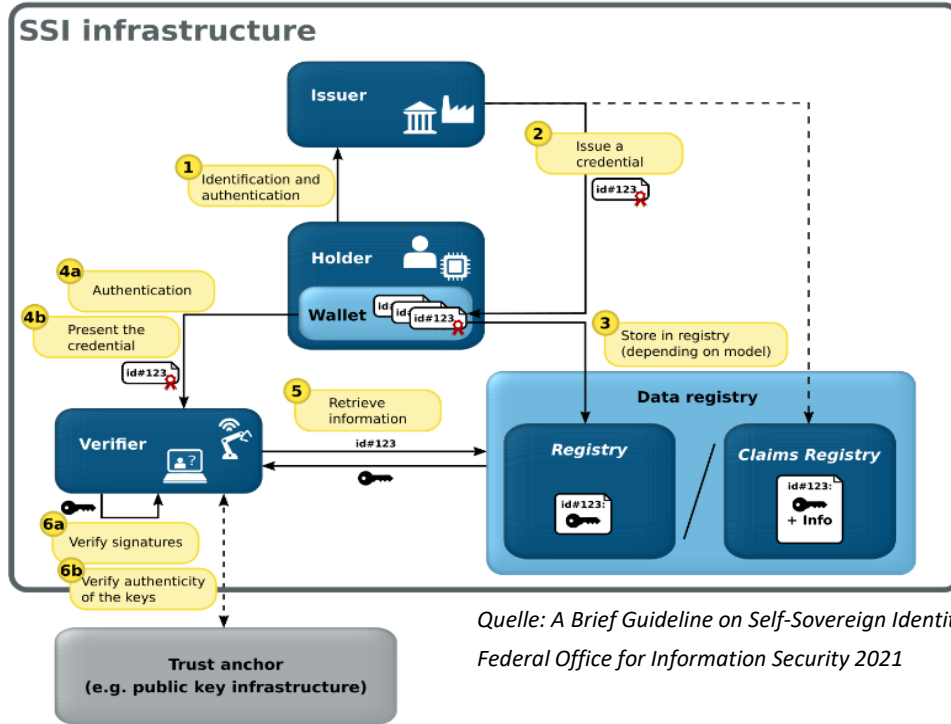 SSI infrastructure
Issuer
1
Identification and
authentication
2
Issue a
credential
id#123
Holder
Wallet
id#123
4a
Authentication
4b
Present the
credential
id#123
3
Store in registry
(depending on model)
5
Retrieve
information
id#123
Verifier
?
Data registry
Registry
id#123:
Claims Registry
id#123:
+ Info
6a
Verify signatures
6b
Verify authenticity
of the keys
Trust anchor
(e.g. public key infrastructure)
Quelle: A Brief Guideline on Self-Sovereign Identit
Federal Office for Information Security 2021